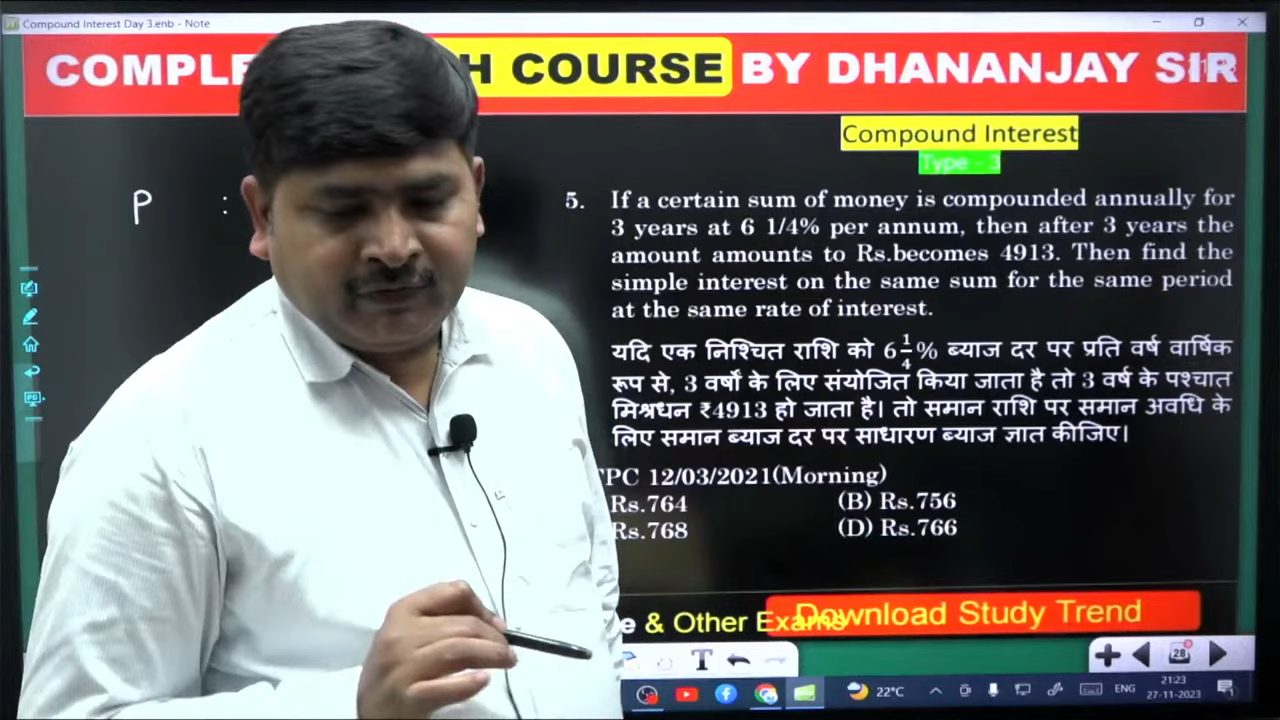 Compound Interest Day 3.enb - Note
COMPLE H COURSE BY DHANANJAY SIR
Compound Interest
Type - 3
P :
5. If a certain sum of money is compounded annually for
3 years at 6 1/4% per annum, then after 3 years the
amount amounts to Rs.becomes 4913. Then find the
simple interest on the same sum for the same period
at the same rate of interest.
यदि एक निश्चित राशि को 6 1/4% ब्याज दर पर प्रति वर्ष वार्षिक
रूप से, 3 वर्षों के लिए संयोजित किया जाता है तो 3 वर्ष के पश्चात
मिश्रधन ₹4913 हो जाता है। तो समान राशि पर समान अवधि के
लिए समान ब्याज दर पर साधारण ब्याज ज्ञात कीजिए।
TPC 12/03/2021(Morning)
Rs.764 (B) Rs.756
Rs.768 (D) Rs.766
& Other Exams Download Study Trend
28
22°C ENG 21:23
27-11-2023